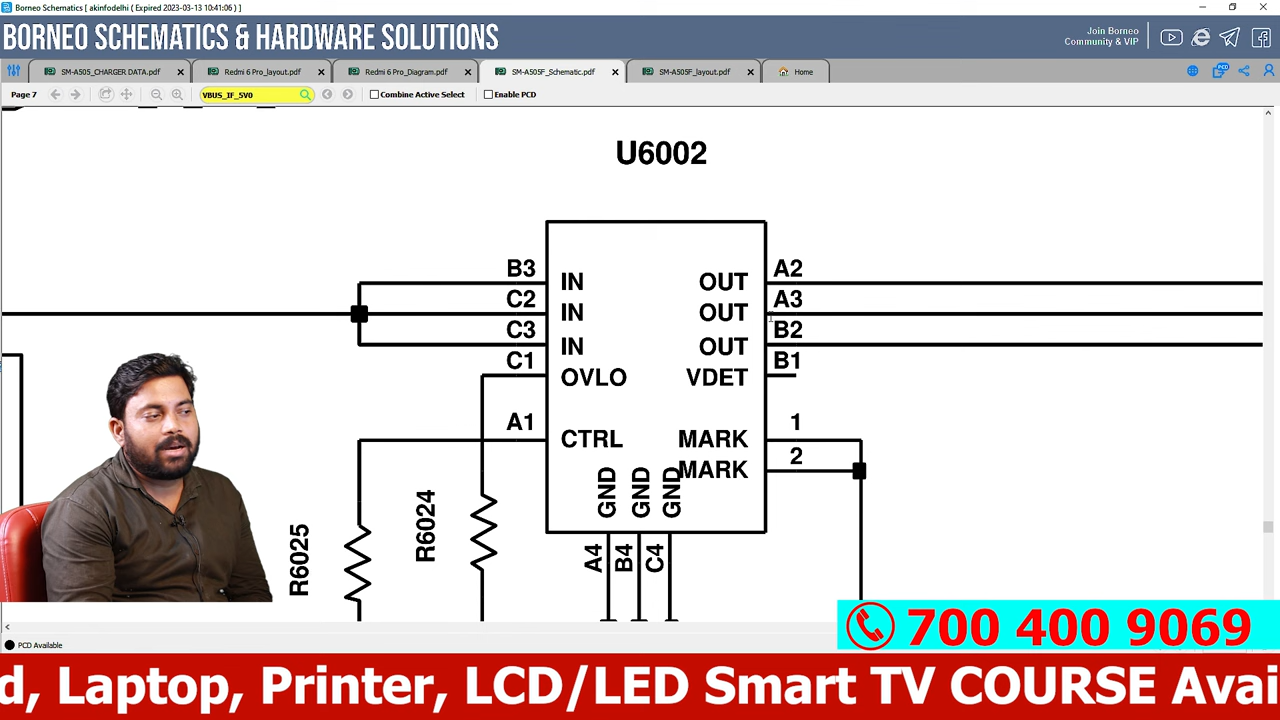 Borneo Schematics [ akinfodelhi ( Expired 2023-03-13 10:41:06 ) ]
BORNEO SCHEMATICS & HARDWARE SOLUTIONS
Join Borneo
Community & VIP
SM-A505_CHARGER DATA.pdf
Redmi 6 Pro_layout.pdf
Redmi 6 Pro_Diagram.pdf
SM-A505F_Schematic.pdf
SM-A505F_layout.pdf
Home
Page 7
VBUS_IF_5V0
Combine Active Select
Enable PCD
U6002
B3 IN OUT A2
C2 IN OUT A3
C3 IN OUT B2
C1 OVLO VDET B1
A1 CTRL MARK 1
MARK 2
GND GND GND
A4 B4 C4
R6025
R6024
700 400 9069
PCD Available
d, Laptop, Printer, LCD/LED Smart TV COURSE Avai